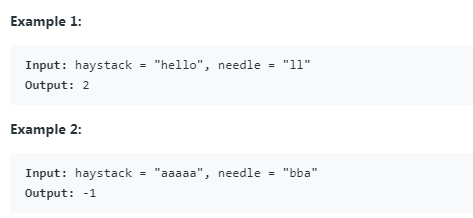 Example 1:
Input: haystack = "hello", needle = "ll"
Output: 2
Example 2:
Input: haystack = "aaaaa", needle = "bba"
Output: -1